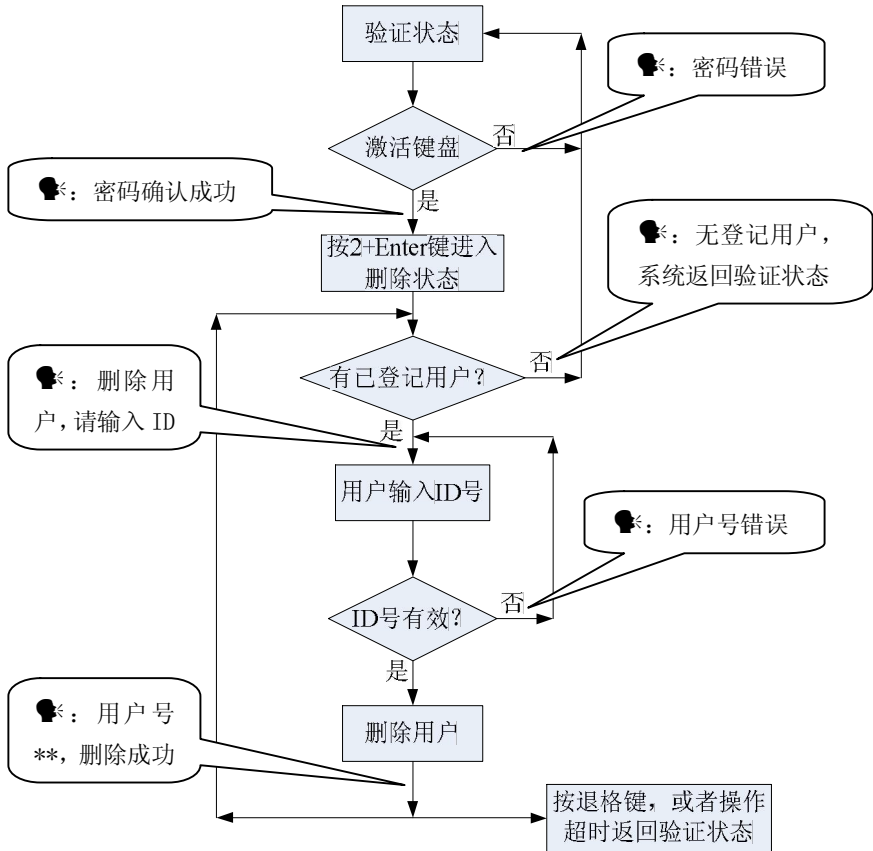 验证状态
：密码错误
激活键盘
否
：密码确认成功
是
按2+Enter键进入
删除状态
：无登记用户，
系统返回验证状态
有已登记用户？
否
：删除用
户，请输入 ID
是
用户输入ID号
：用户号错误
ID号有效？
否
是
：用户号
**，删除成功
删除用户
按退格键，或者操作
超时返回验证状态